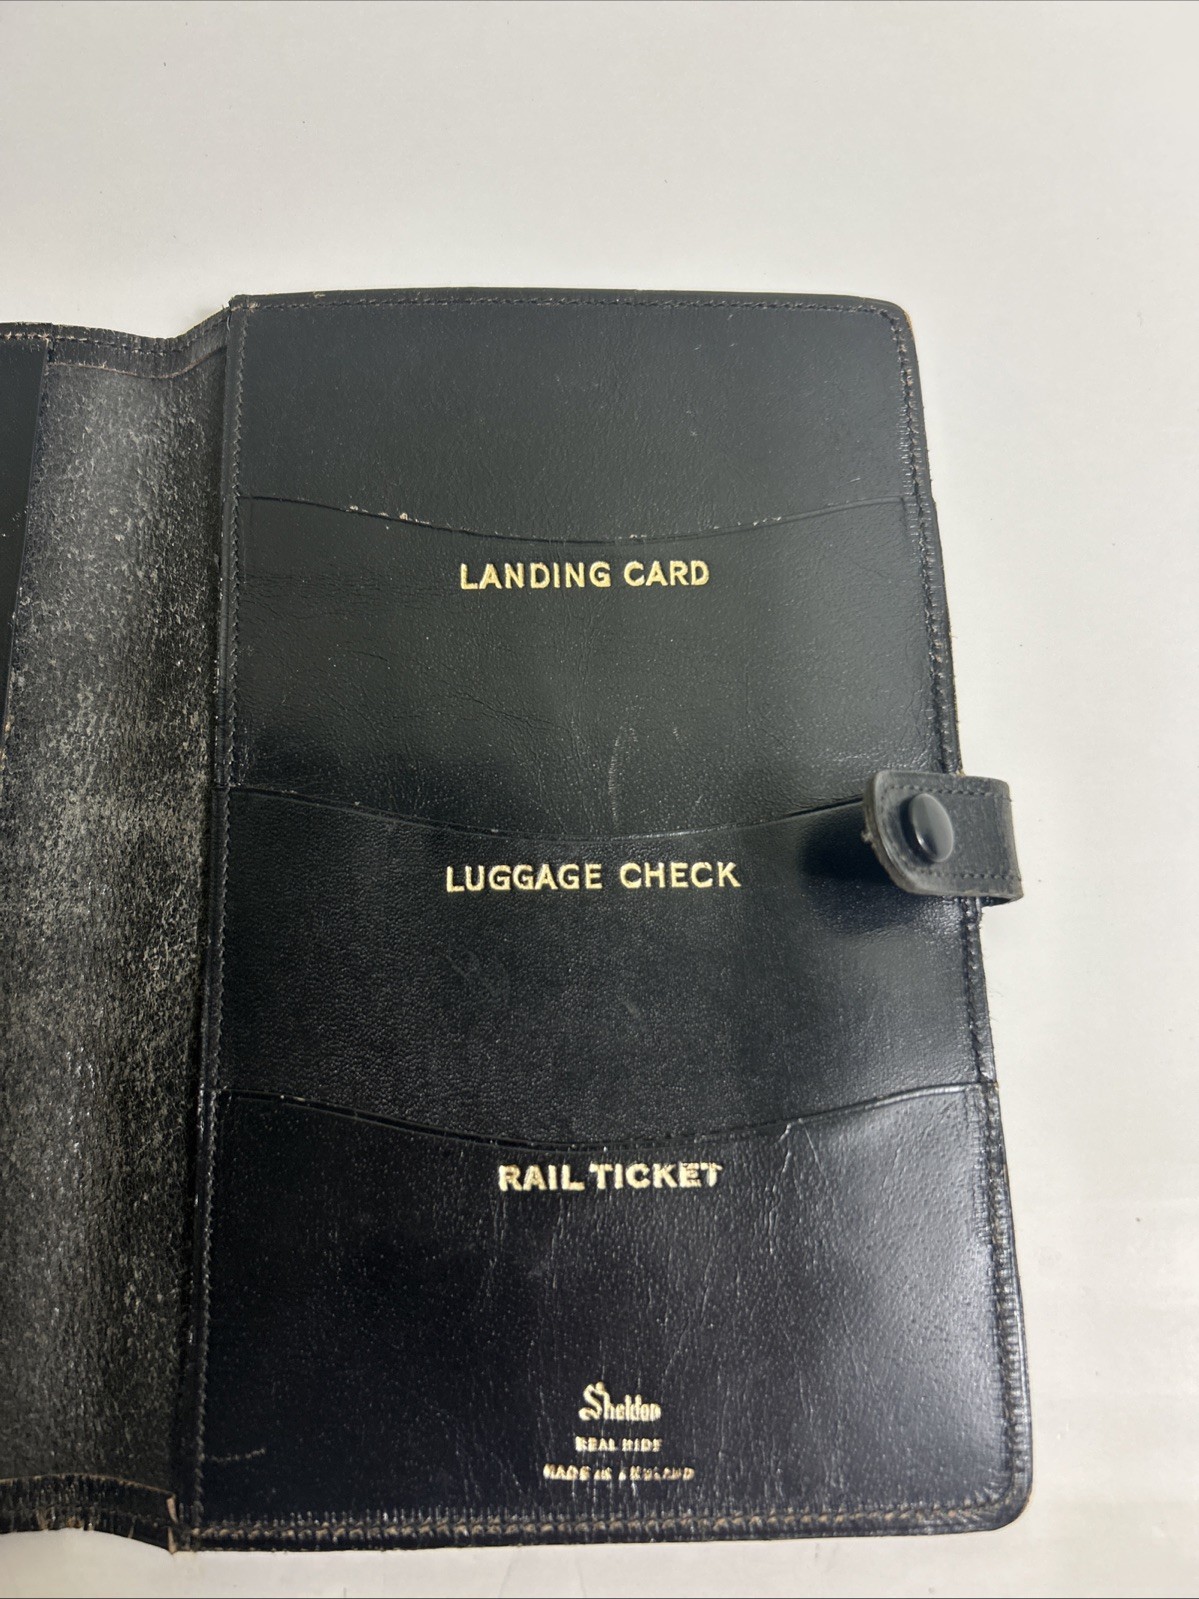 LANDING CARD
LUGGAGE CHECK
RAIL TICKET
Sheldon
REAL HIDE
MADE IN ENGLAND